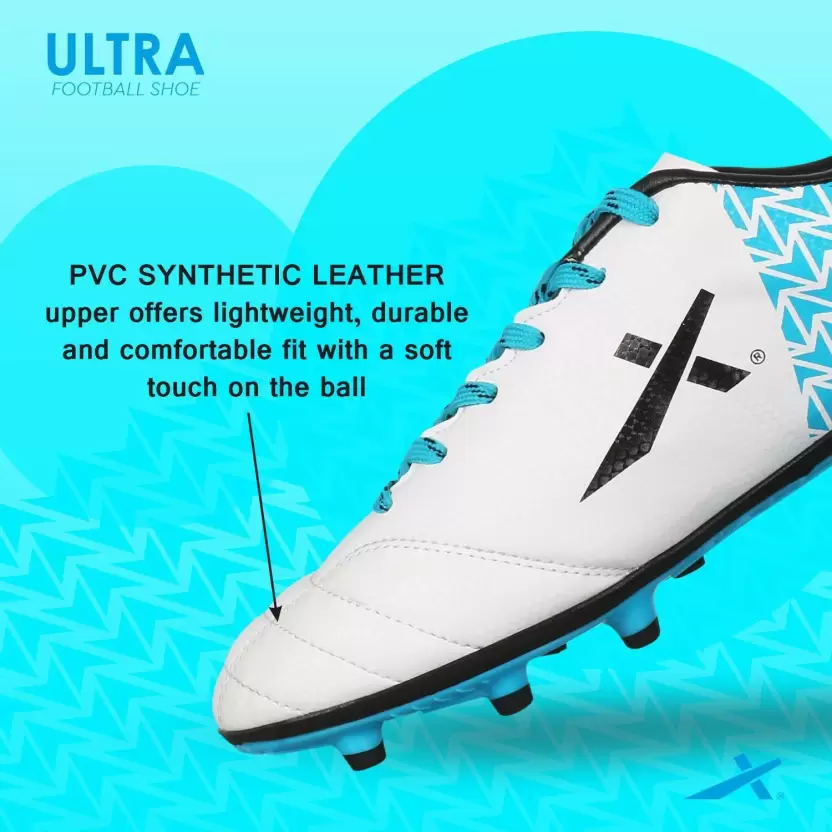 ULTRA
FOOTBALL SHOE
PVC SYNTHETIC LEATHER
upper offers lightweight, durable
and comfortable fit with a soft
touch on the ball
®